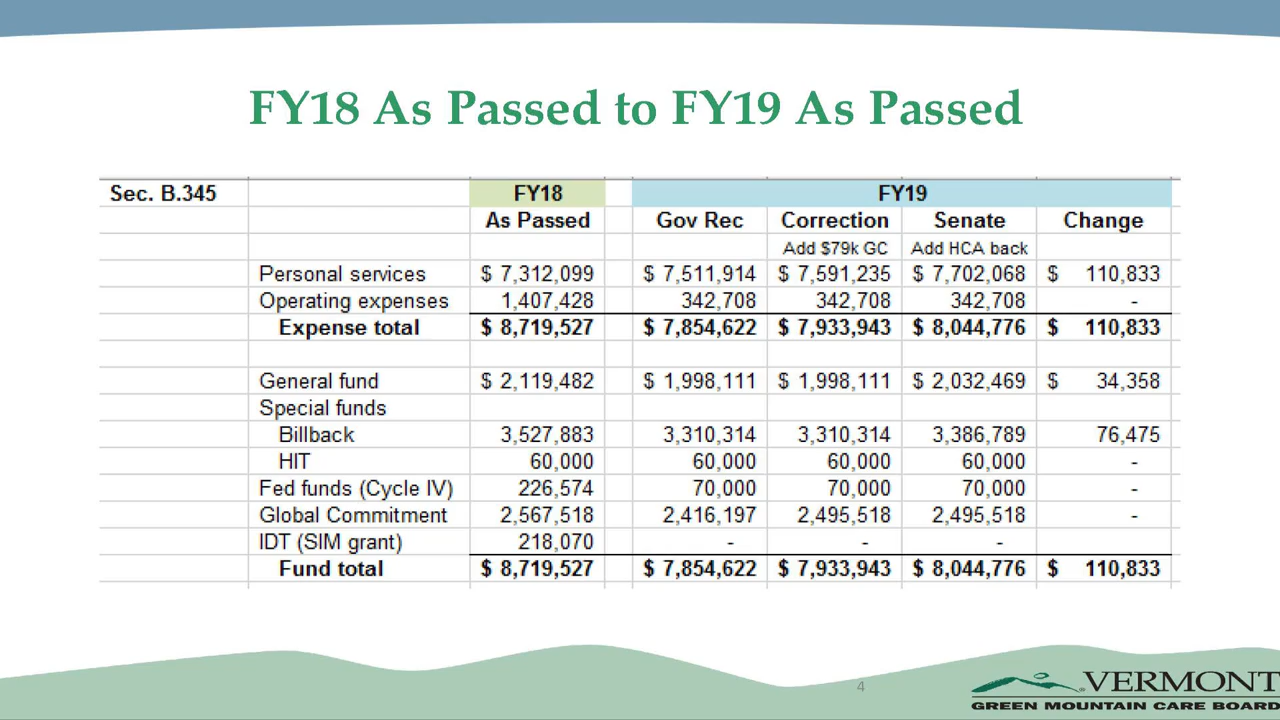 FY18 As Passed to FY19 As Passed
Sec. B.345 FY18 FY19
As Passed Gov Rec Correction Senate Change
Add $79k GC Add HCA back
Personal services $ 7,312,099 $ 7,511,914 $ 7,591,235 $ 7,702,068 $ 110,833
Operating expenses 1,407,428 342,708 342,708 342,708 -
Expense total $ 8,719,527 $ 7,854,622 $ 7,933,943 $ 8,044,776 $ 110,833
General fund $ 2,119,482 $ 1,998,111 $ 1,998,111 $ 2,032,469 $ 34,358
Special funds
Billback 3,527,883 3,310,314 3,310,314 3,386,789 76,475
HIT 60,000 60,000 60,000 60,000 -
Fed funds (Cycle IV) 226,574 70,000 70,000 70,000 -
Global Commitment 2,567,518 2,416,197 2,495,518 2,495,518 -
IDT (SIM grant) 218,070 - - -
Fund total $ 8,719,527 $ 7,854,622 $ 7,933,943 $ 8,044,776 $ 110,833
4
VERMONT
GREEN MOUNTAIN CARE BOARD